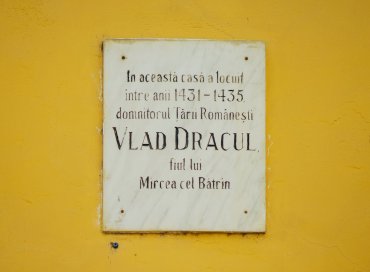 In această casă a locuit
între anii 1431-1435
domnitorul Țării Românești
VLAD DRACUL
fiul lui
Mircea cel Bătrîn